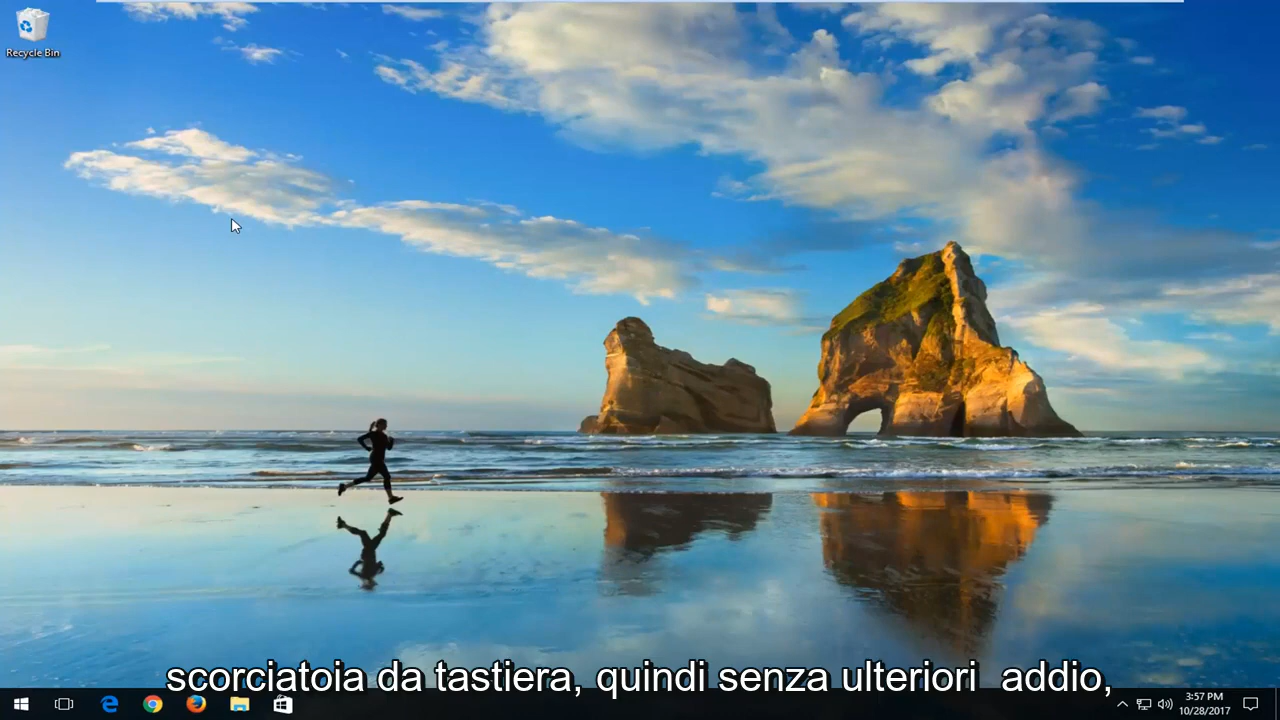 Recycle Bin
scorciatoia da tastiera, quindi senza ulteriori addio,
3:57 PM
10/28/2017